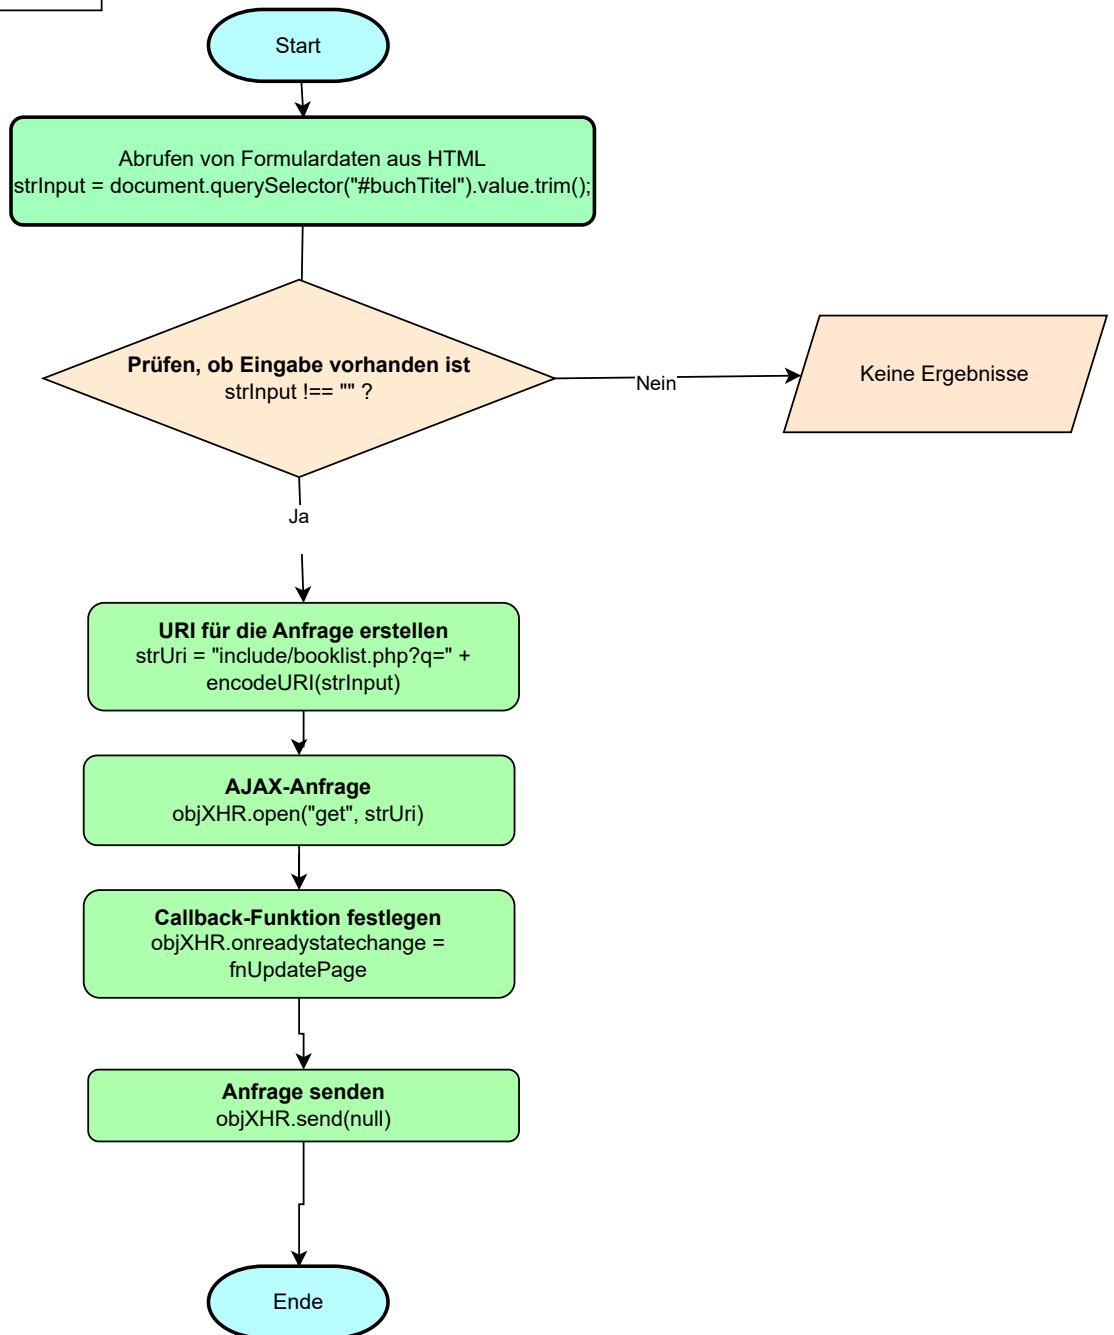 Start
Abrufen von Formulardaten aus HTML
strInput = document.querySelector("#buchTitel").value.trim();
Prüfen, ob Eingabe vorhanden ist
strInput !== "" ?
Nein
Keine Ergebnisse
Ja
URI für die Anfrage erstellen
strUri = "include/booklist.php?q=" +
encodeURI(strInput)
AJAX-Anfrage
objXHR.open("get", strUri)
Callback-Funktion festlegen
objXHR.onreadystatechange =
fnUpdatePage
Anfrage senden
objXHR.send(null)
Ende